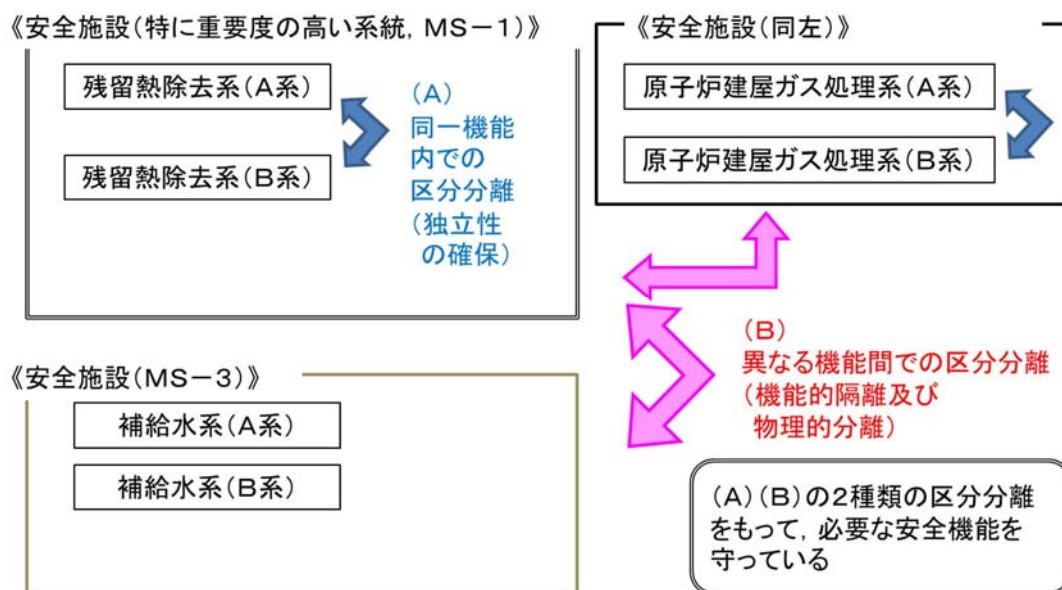 《安全施設(特に重要度の高い系統, MS-1)》
残留熱除去系(A系)
残留熱除去系(B系)
(A)
同一機能
内での
区分分離
(独立性
の確保)
《安全施設(同左)》
原子炉建屋ガス処理系(A系)
原子炉建屋ガス処理系(B系)
(B)
異なる機能間での区分分離
(機能的隔離及び
物理的分離)
《安全施設(MS-3)》
補給水系(A系)
補給水系(B系)
(A)(B)の2種類の区分分離
をもって, 必要な安全機能を
守っている